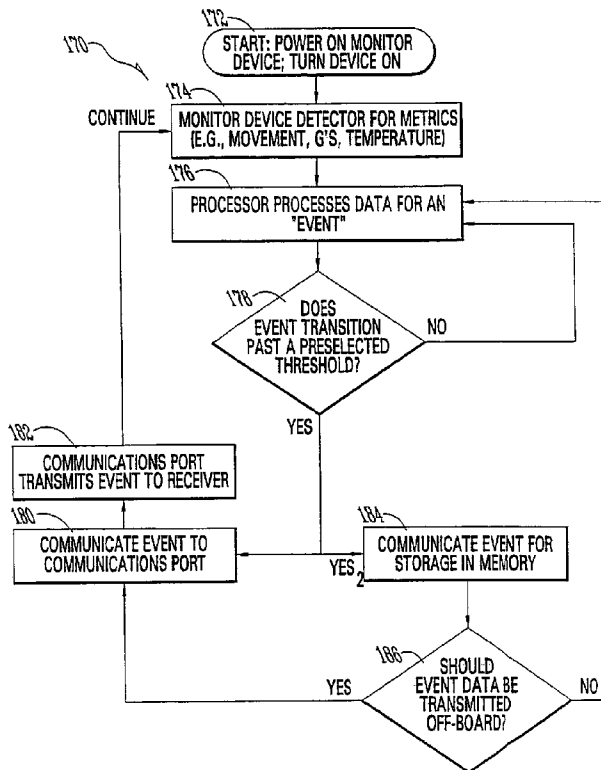 172
170
START: POWER ON MONITOR
DEVICE; TURN DEVICE ON
174
CONTINUE
MONITOR DEVICE DETECTOR FOR METRICS
(E.G., MOVEMENT, G'S, TEMPERATURE)
176
PROCESSOR PROCESSES DATA FOR AN
"EVENT"
178
DOES
EVENT TRANSITION
PAST A PRESELECTED
THRESHOLD?
NO
YES
182
COMMUNICATIONS PORT
TRANSMITS EVENT TO RECEIVER
180
COMMUNICATE EVENT TO
COMMUNICATIONS PORT
YES2
184
COMMUNICATE EVENT FOR
STORAGE IN MEMORY
186
SHOULD
EVENT DATA BE
TRANSMITTED
OFF-BOARD?
YES
NO